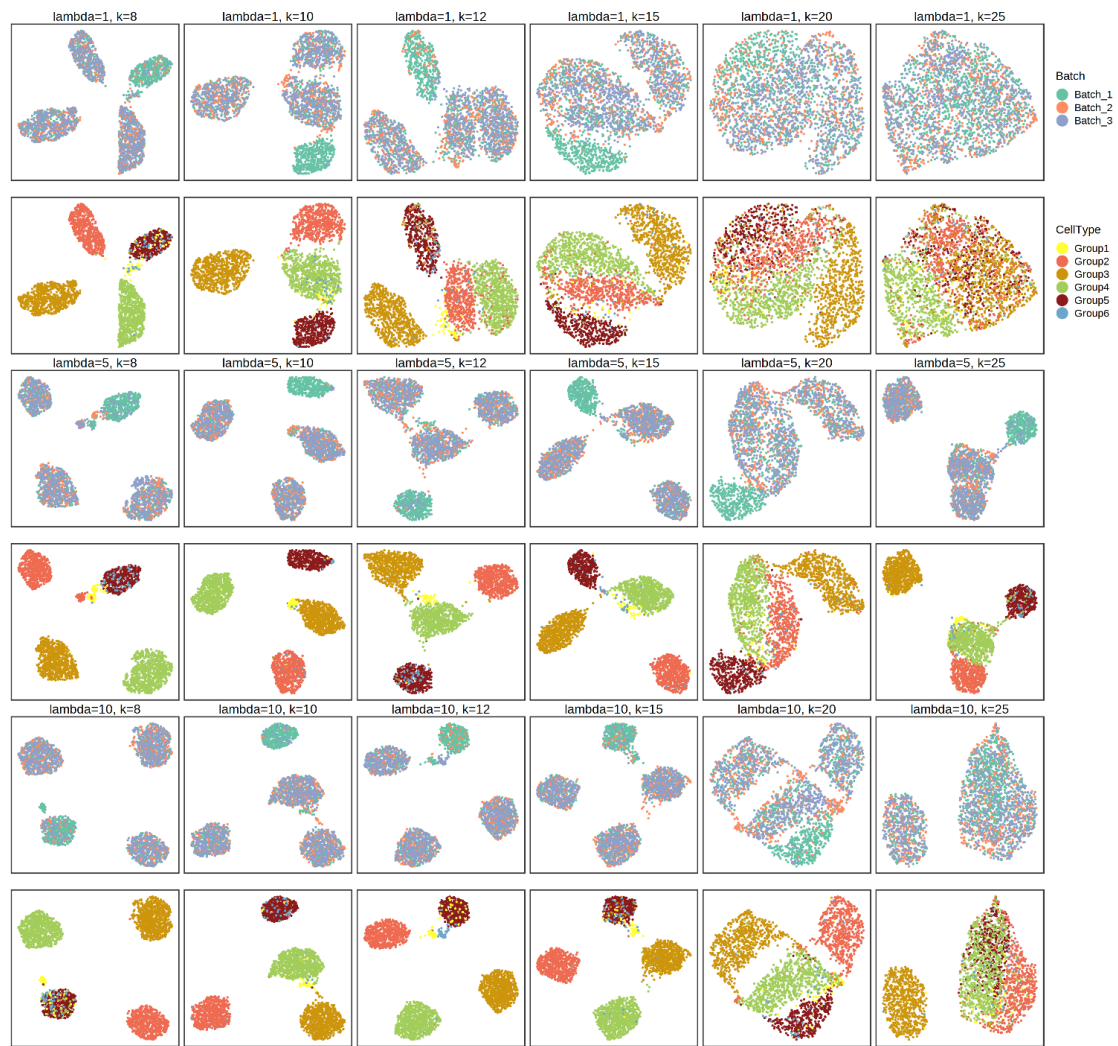 lambda=1, k=8
lambda=1, k=10
lambda=1, k=12
lambda=1, k=15
lambda=1, k=20
lambda=1, k=25
Batch
Batch_1
Batch_2
Batch_3
CellType
Group1
Group2
Group3
Group4
Group5
Group6
lambda=5, k=8
lambda=5, k=10
lambda=5, k=12
lambda=5, k=15
lambda=5, k=20
lambda=5, k=25
lambda=10, k=8
lambda=10, k=10
lambda=10, k=12
lambda=10, k=15
lambda=10, k=20
lambda=10, k=25